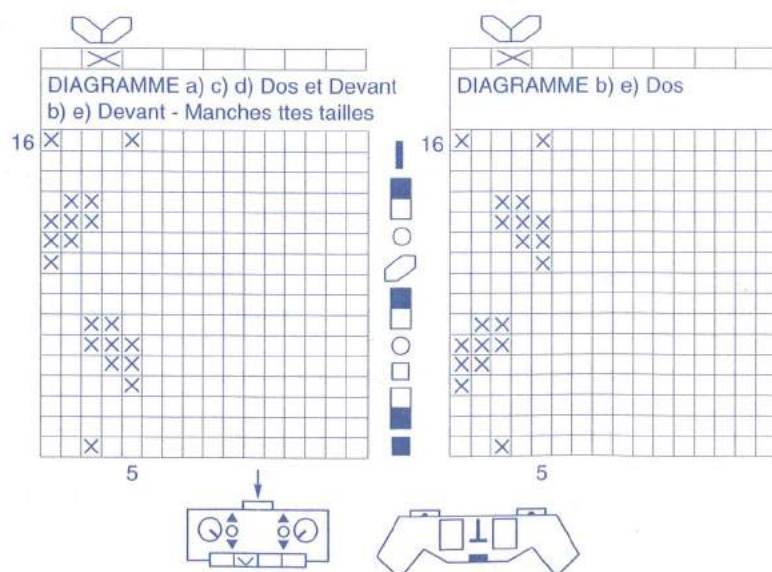 DIAGRAMME a) c) d) Dos et Devant
b) e) Devant - Manches ttes tailles
16
5
DIAGRAMME b) e) Dos
16
5